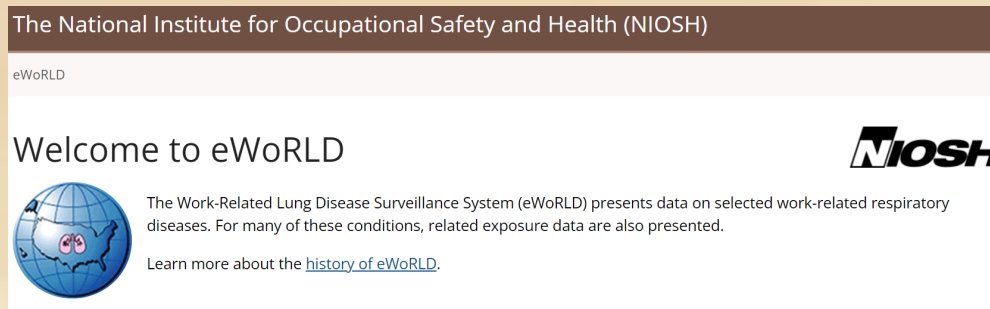 The National Institute for Occupational Safety and Health (NIOSH)
eWoRLD
Welcome to eWoRLD
NIOSH
The Work-Related Lung Disease Surveillance System (eWoRLD) presents data on selected work-related respiratory
diseases. For many of these conditions, related exposure data are also presented.
Learn more about the history of eWoRLD.